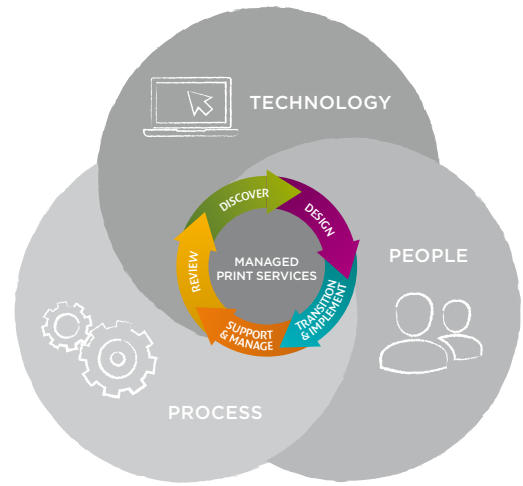 TECHNOLOGY
DISCOVER
DESIGN
PEOPLE
MANAGED
PRINT SERVICES
REVIEW
TRANSITION
& IMPLEMENT
SUPPORT
& MANAGE
PROCESS